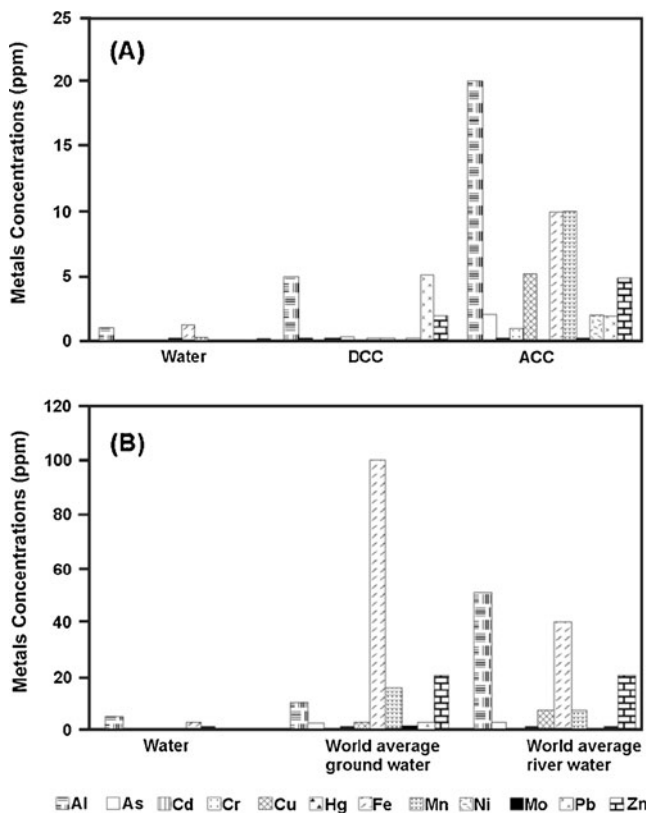 25
(A)
20
15
10
5
0
Metals Concentrations (ppm)
Water DCC ACC
120
(B)
100
80
60
40
20
0
Metals Concentrations (ppm)
Water World average World average
ground water river water
Al As Cd Cr Cu Hg Fe Mn Ni Mo Pb Zn